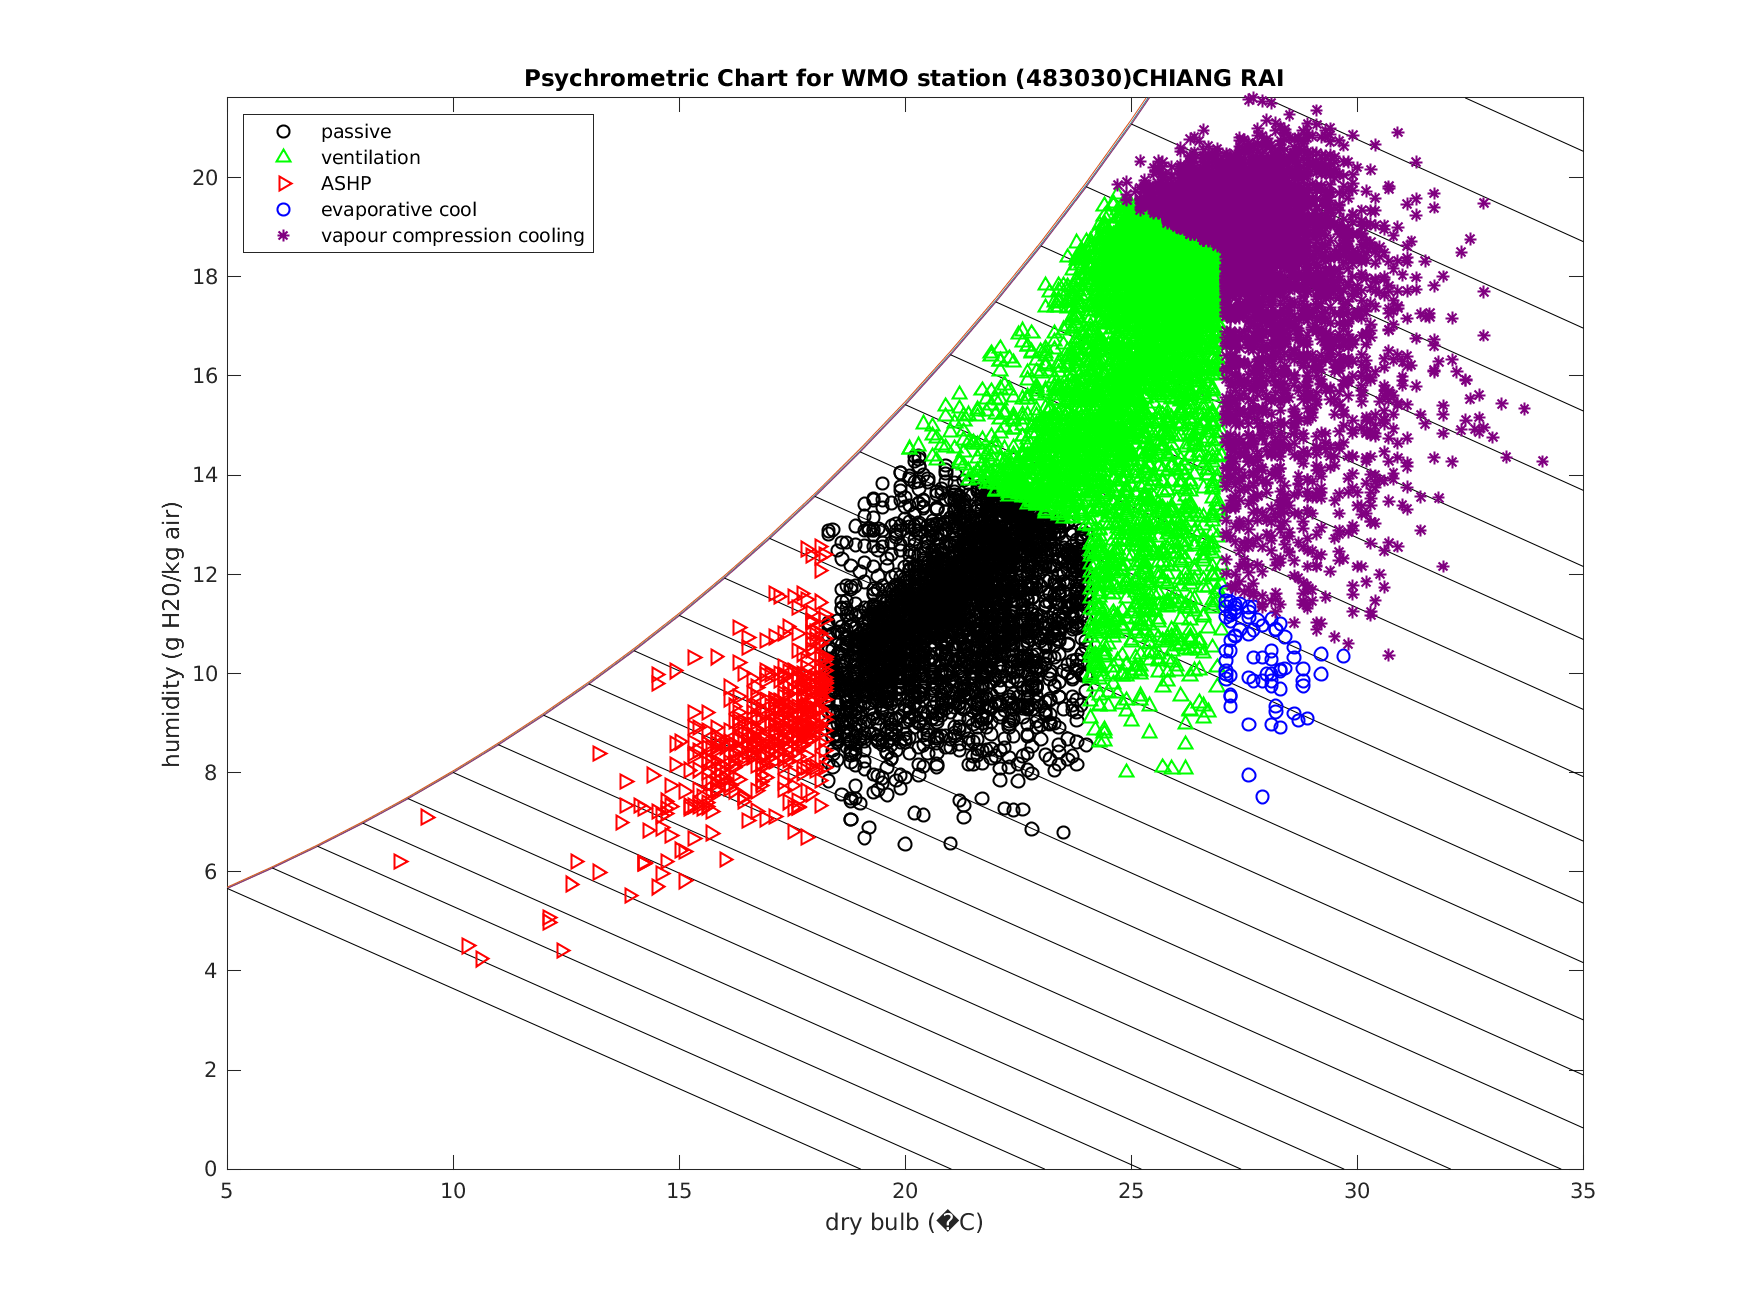 Psychrometric Chart for WMO station (483030)CHIANG RAI
passive
ventilation
ASHP
evaporative cool
vapour compression cooling
humidity (g H20/kg air)
20
18
16
14
12
10
8
6
4
2
0
5 10 15 20 25 30 35
dry bulb (�C)